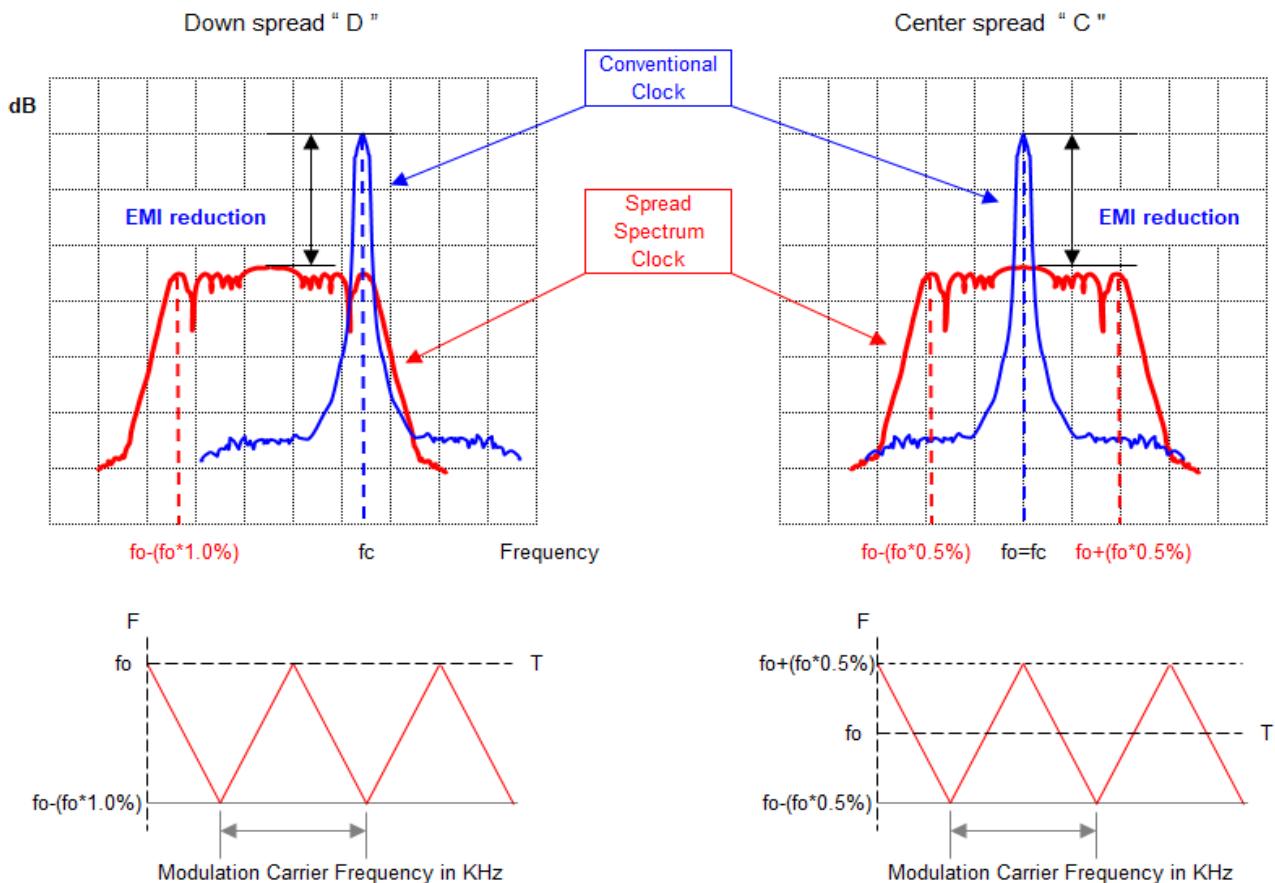 Down spread “ D ”
Center spread “ C "
Conventional
Clock
dB
EMI reduction
EMI reduction
Spread
Spectrum
Clock
fo-(fo*1.0%)
fc
Frequency
fo-(fo*0.5%)
fo=fc
fo+(fo*0.5%)
F
fo
T
fo-(fo*1.0%)
Modulation Carrier Frequency in KHz
F
fo+(fo*0.5%)
fo
T
fo-(fo*0.5%)
Modulation Carrier Frequency in KHz